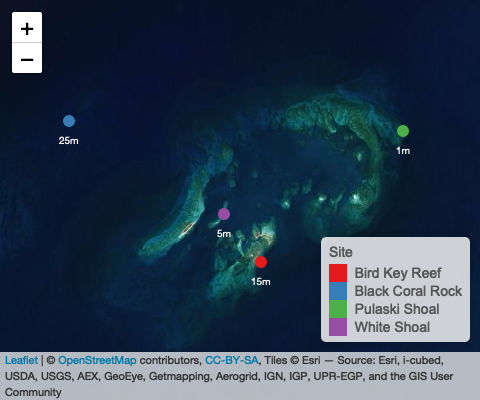 +
−
25m
1m
5m
15m
Site
Bird Key Reef
Black Coral Rock
Pulaski Shoal
White Shoal
Leaflet | © OpenStreetMap contributors, CC-BY-SA, Tiles © Esri — Source: Esri, i-cubed,
USDA, USGS, AEX, GeoEye, Getmapping, Aerogrid, IGN, IGP, UPR-EGP, and the GIS User
Community